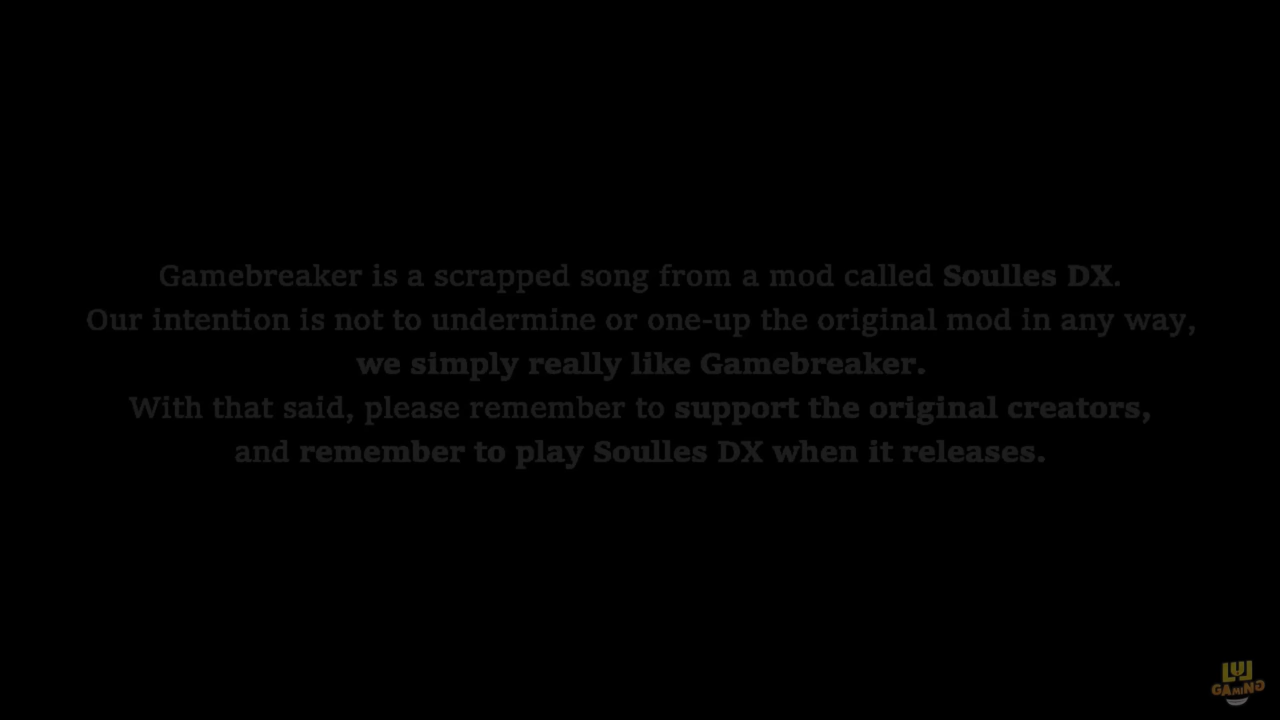 Gamebreaker is a scrapped song from a mod called Soulles DX.
Our intention is not to undermine or one-up the original mod in any way,
we simply really like Gamebreaker.
With that said, please remember to support the original creators,
and remember to play Soulles DX when it releases.
LUJ
GAMING